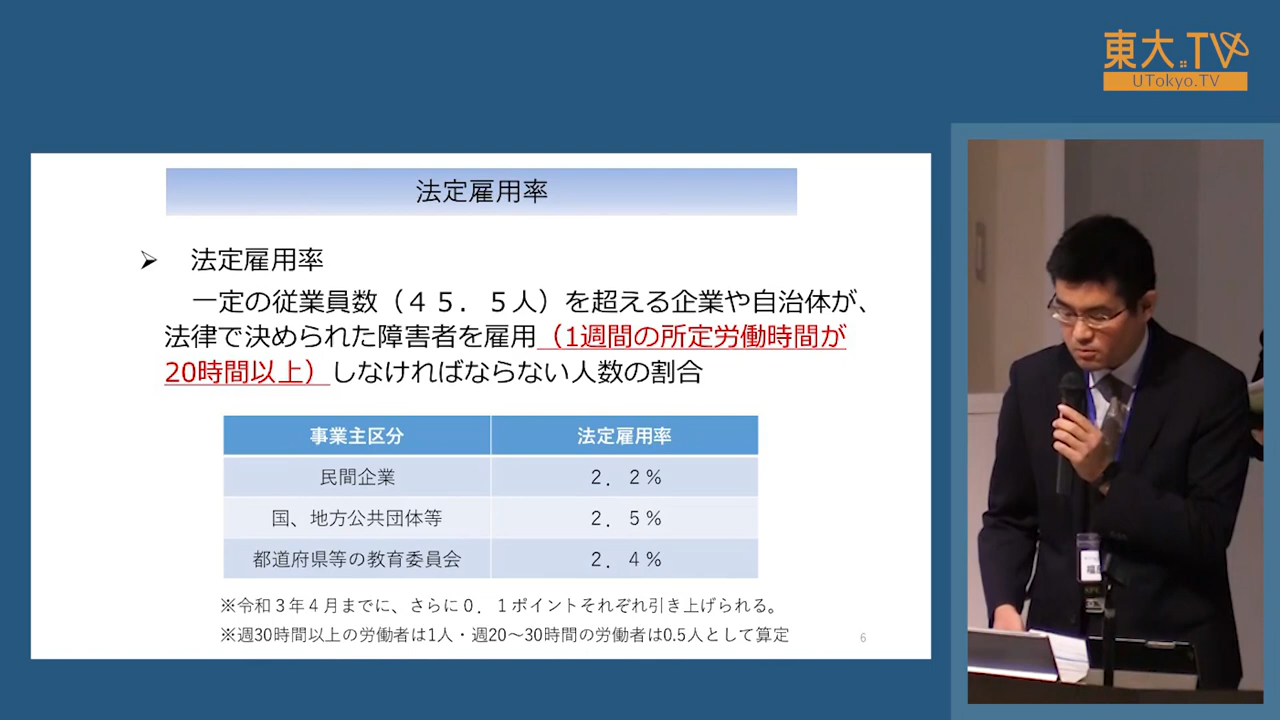 東大.TV
UTokyo.TV
法定雇用率
➢ 法定雇用率
一定の従業員数（４５．５人）を超える企業や自治体が、
法律で決められた障害者を雇用（1週間の所定労働時間が
20時間以上）しなければならない人数の割合
事業主区分 法定雇用率
民間企業 ２．２％
国、地方公共団体等 ２．５％
都道府県等の教育委員会 ２．４％
※令和３年４月までに、さらに０．１ポイントそれぞれ引き上げられる。
※週30時間以上の労働者は1人・週20～30時間の労働者は0.5人として算定
6